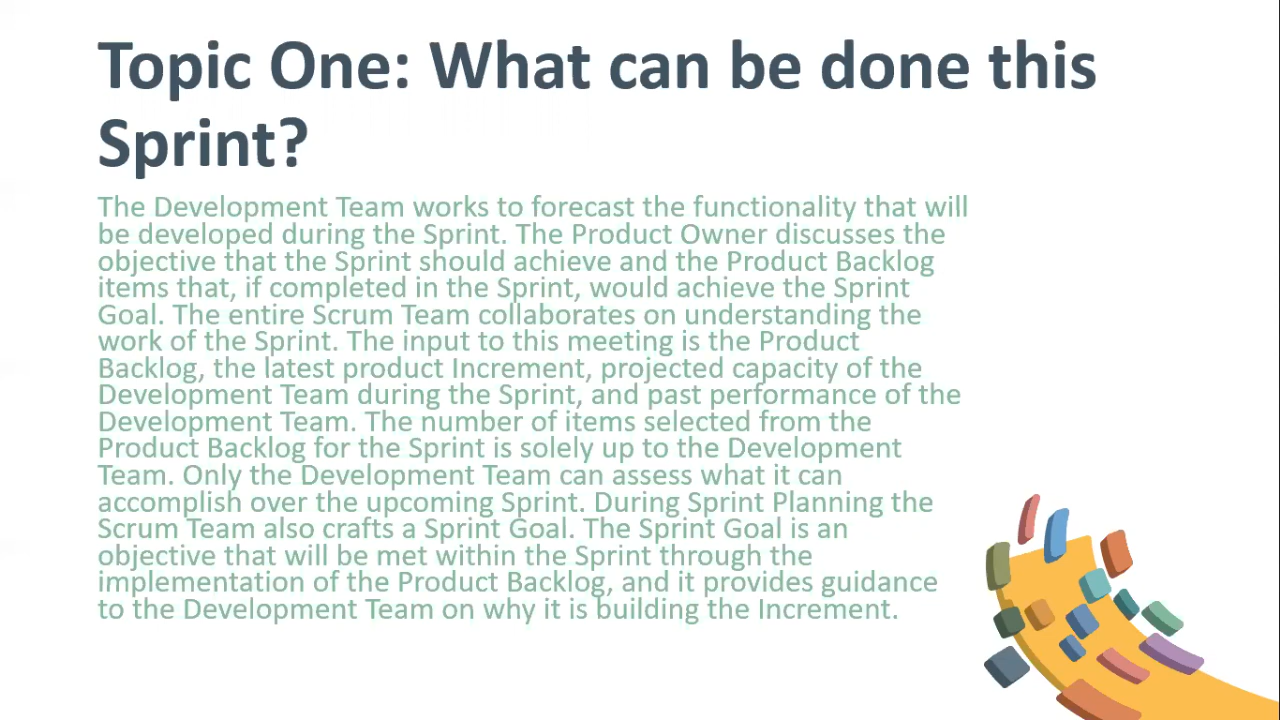 Topic One: What can be done this
Sprint?
The Development Team works to forecast the functionality that will
be developed during the Sprint. The Product Owner discusses the
objective that the Sprint should achieve and the Product Backlog
items that, if completed in the Sprint, would achieve the Sprint
Goal. The entire Scrum Team collaborates on understanding the
work of the Sprint. The input to this meeting is the Product
Backlog, the latest product Increment, projected capacity of the
Development Team during the Sprint, and past performance of the
Development Team. The number of items selected from the
Product Backlog for the Sprint is solely up to the Development
Team. Only the Development Team can assess what it can
accomplish over the upcoming Sprint. During Sprint Planning the
Scrum Team also crafts a Sprint Goal. The Sprint Goal is an
objective that will be met within the Sprint through the
implementation of the Product Backlog, and it provides guidance
to the Development Team on why it is building the Increment.